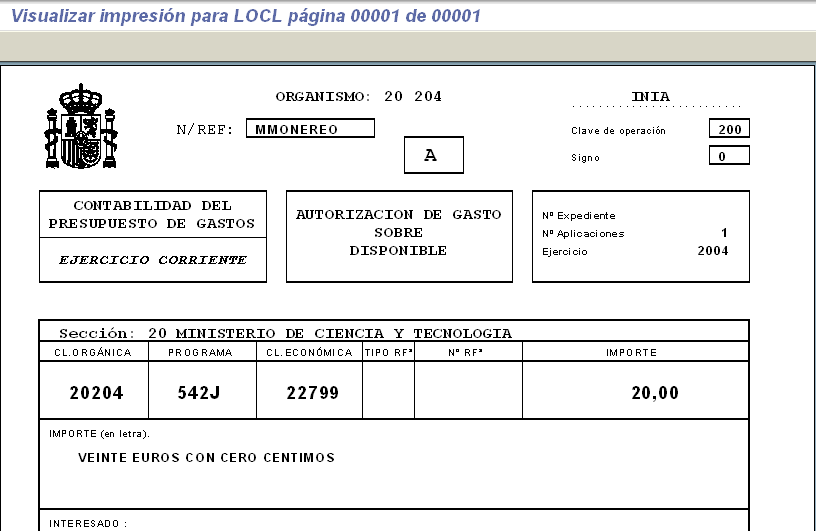 Visualizar impresión para LOCL página 00001 de 00001
ORGANISMO: 20 204
INIA
N/REF: MMONEREO
Clave de operación 200
A
Signo 0
CONTABILIDAD DEL
PRESUPUESTO DE GASTOS
EJERCICIO CORRIENTE
AUTORIZACION DE GASTO
SOBRE
DISPONIBLE
Nº Expediente
Nº Aplicaciones 1
Ejercicio 2004
Sección: 20 MINISTERIO DE CIENCIA Y TECNOLOGIA
CL.ORGÁNICA PROGRAMA CL.ECONÓMICA TIPO RFª Nº RFª IMPORTE
20204 542J 22799 20,00
IMPORTE (en letra).
VEINTE EUROS CON CERO CENTIMOS
INTERESADO :